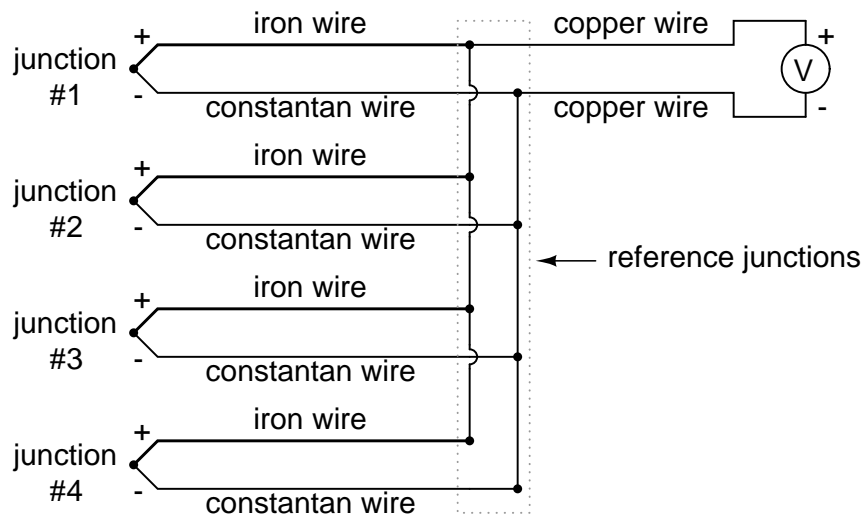 + iron wire copper wire +
junction
#1
V
- constantan wire copper wire -
+ iron wire
junction
#2
- constantan wire
reference junctions
+ iron wire
junction
#3
- constantan wire
+ iron wire
junction
#4
- constantan wire